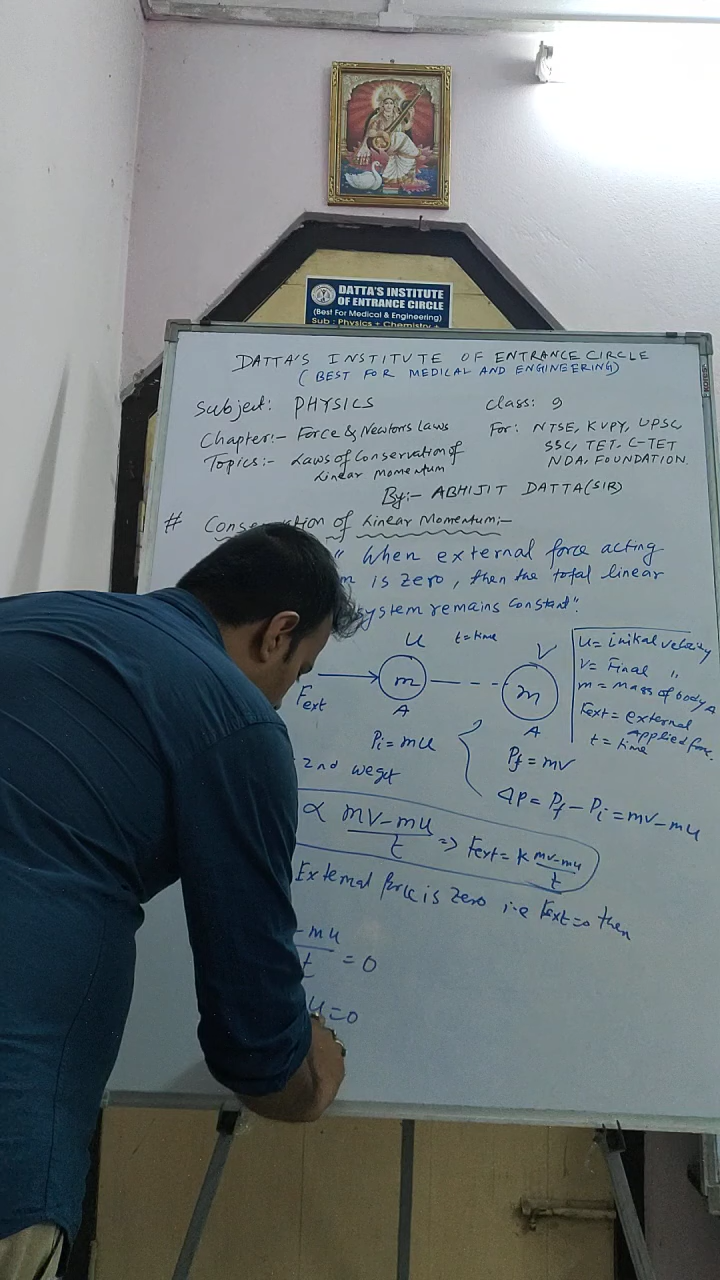 DATTA'S INSTITUTE
OF ENTRANCE CIRCLE
(Best For Medical & Engineering)
Sub : Physics + Chemistry +
DATTA'S INSTITUTE OF ENTRANCE CIRCLE
( BEST FOR MEDICAL AND ENGINEERING)
Subject: PHYSICS
Class: 9
Chapter:- Force & Newtons Laws
For: NTSE, KVPY, UPSC,
SSC, TET, C-TET
NDA, FOUNDATION.
Topics:- Laws of Conservation of
Linear Momentum
By:- ABHIJIT DATTA(SIR)
# Conservation of Linear Momentum:-
" When external force acting
m is zero, then the total linear
system remains constant".
U t=time V
Fext m m
A A
U= initial velocity
V= Final "
m = mass of body A
Fext = external
Applied force.
t = time
Pi = mu
Pf = mv
2nd we get
ΔP = Pf - Pi = mv - mu
∝ mv-mu/t => Fext = K mv-mu/t
External force is zero i.e Fext=0 then
-mu/t = 0
u=0